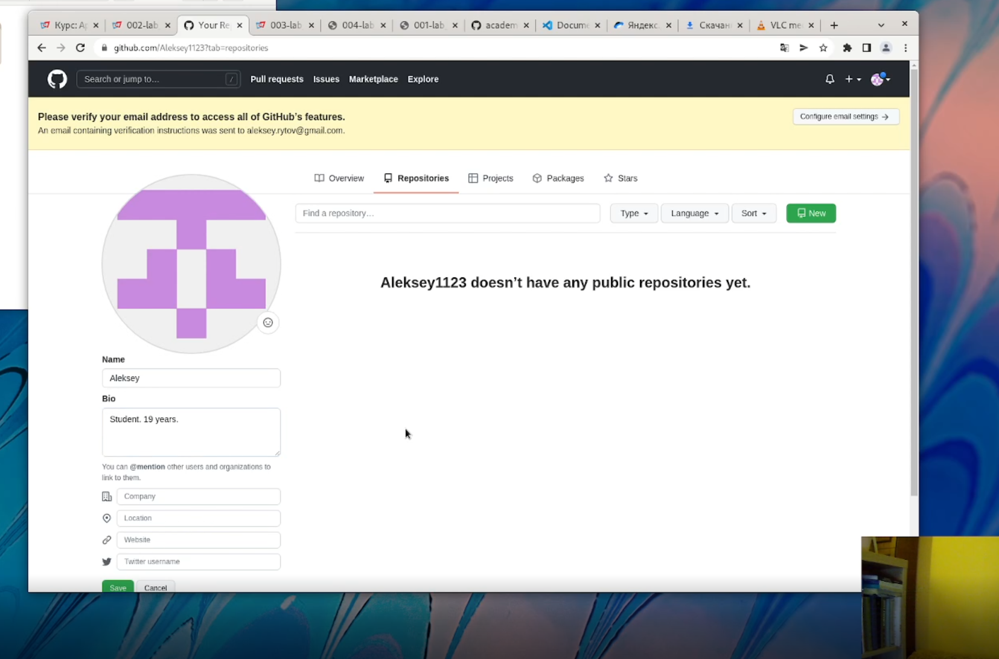 Курс: Ар
002-lab
Your Re
003-lab
004-lab
001-lab
academ
Docume
Яндекс.
Скачан
VLC me
github.com/Aleksey1123?tab=repositories
Search or jump to…
/
Pull requests
Issues
Marketplace
Explore
Please verify your email address to access all of GitHub's features.
An email containing verification instructions was sent to aleksey.rytov@gmail.com.
Configure email settings →
Overview
Repositories
Projects
Packages
Stars
Find a repository…
Type
Language
Sort
New
Aleksey1123 doesn't have any public repositories yet.
Name
Aleksey
Bio
Student. 19 years.
You can @mention other users and organizations to
link to them.
Company
Location
Website
Twitter username
Save
Cancel